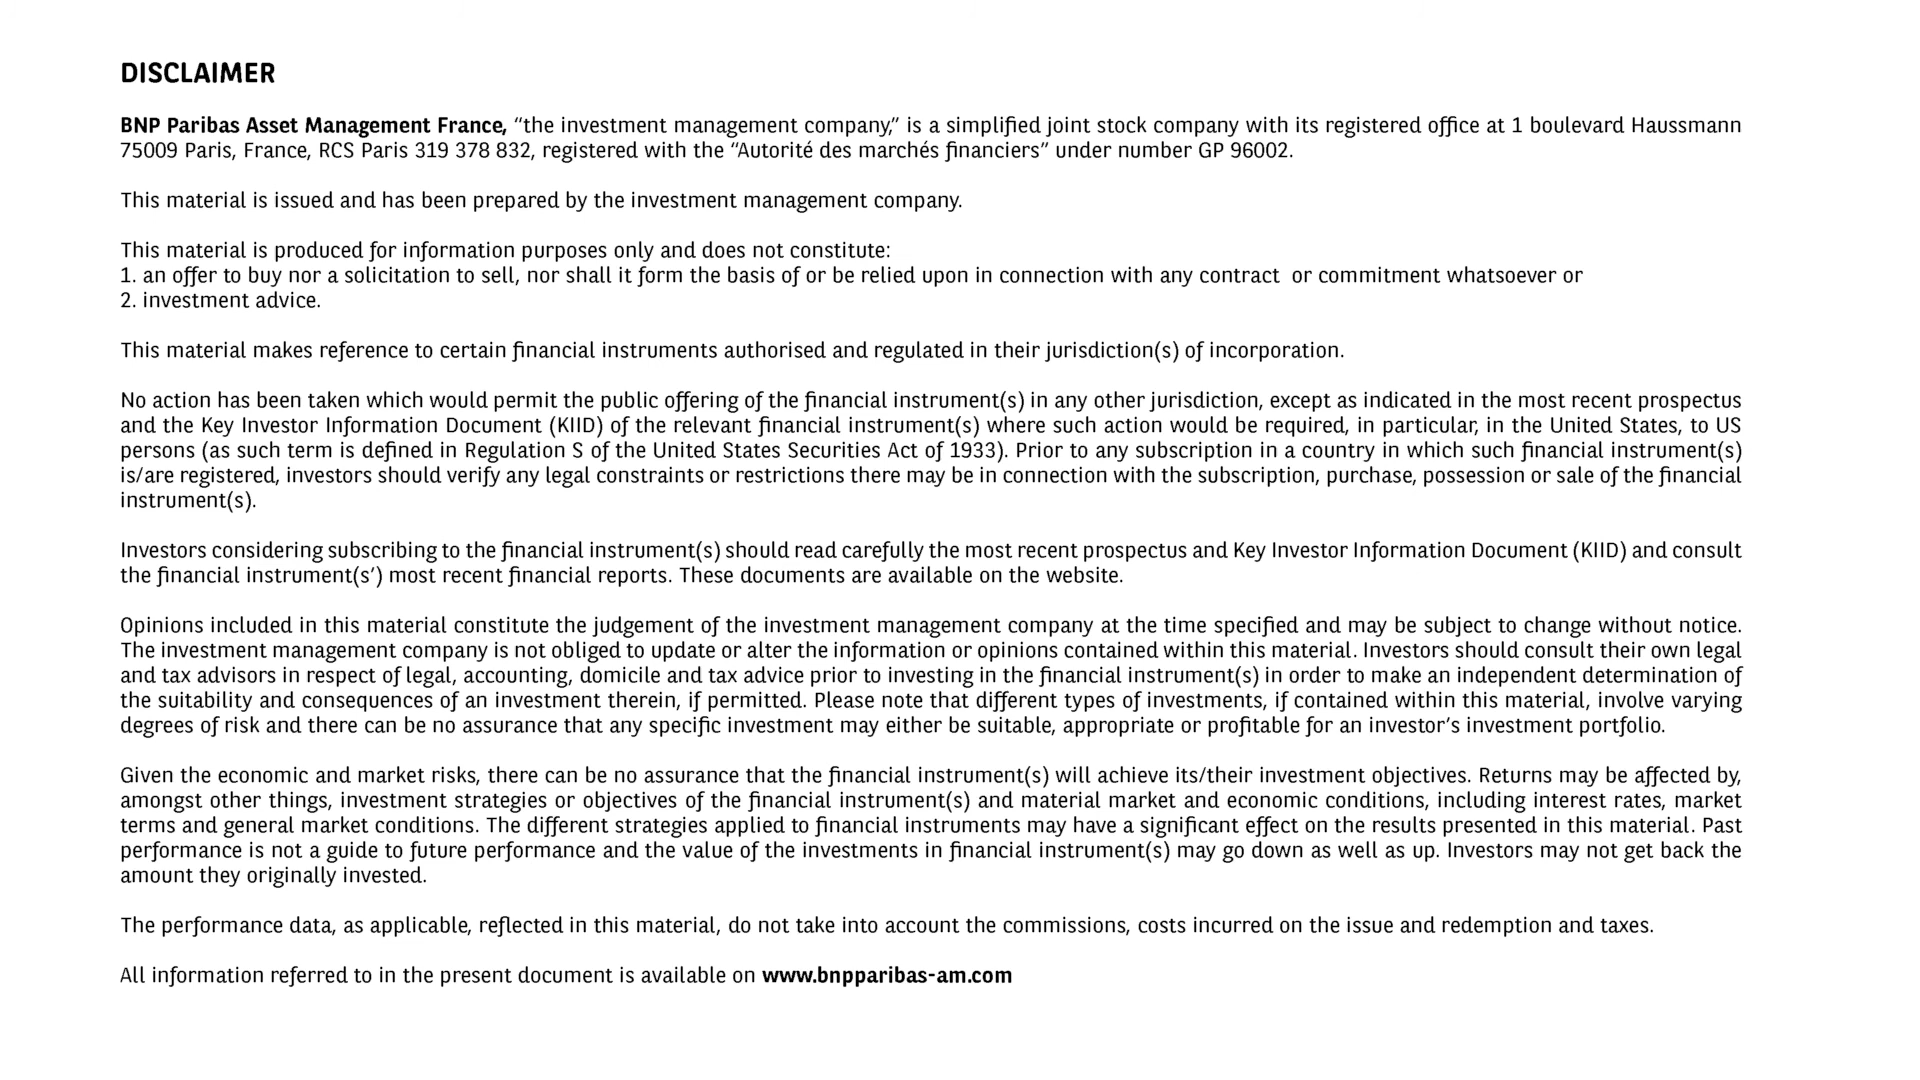 DISCLAIMER
BNP Paribas Asset Management France, “the investment management company,” is a simplified joint stock company with its registered office at 1 boulevard Haussmann
75009 Paris, France, RCS Paris 319 378 832, registered with the “Autorité des marchés financiers” under number GP 96002.
This material is issued and has been prepared by the investment management company.
This material is produced for information purposes only and does not constitute:
1. an offer to buy nor a solicitation to sell, nor shall it form the basis of or be relied upon in connection with any contract  or commitment whatsoever or
2. investment advice.
This material makes reference to certain financial instruments authorised and regulated in their jurisdiction(s) of incorporation.
No action has been taken which would permit the public offering of the financial instrument(s) in any other jurisdiction, except as indicated in the most recent prospectus
and the Key Investor Information Document (KIID) of the relevant financial instrument(s) where such action would be required, in particular, in the United States, to US
persons (as such term is defined in Regulation S of the United States Securities Act of 1933). Prior to any subscription in a country in which such financial instrument(s)
is/are registered, investors should verify any legal constraints or restrictions there may be in connection with the subscription, purchase, possession or sale of the financial
instrument(s).
Investors considering subscribing to the financial instrument(s) should read carefully the most recent prospectus and Key Investor Information Document (KIID) and consult
the financial instrument(s’) most recent financial reports. These documents are available on the website.
Opinions included in this material constitute the judgement of the investment management company at the time specified and may be subject to change without notice.
The investment management company is not obliged to update or alter the information or opinions contained within this material. Investors should consult their own legal
and tax advisors in respect of legal, accounting, domicile and tax advice prior to investing in the financial instrument(s) in order to make an independent determination of
the suitability and consequences of an investment therein, if permitted. Please note that different types of investments, if contained within this material, involve varying
degrees of risk and there can be no assurance that any specific investment may either be suitable, appropriate or profitable for an investor’s investment portfolio.
Given the economic and market risks, there can be no assurance that the financial instrument(s) will achieve its/their investment objectives. Returns may be affected by,
amongst other things, investment strategies or objectives of the financial instrument(s) and material market and economic conditions, including interest rates, market
terms and general market conditions. The different strategies applied to financial instruments may have a significant effect on the results presented in this material. Past
performance is not a guide to future performance and the value of the investments in financial instrument(s) may go down as well as up. Investors may not get back the
amount they originally invested.
The performance data, as applicable, reflected in this material, do not take into account the commissions, costs incurred on the issue and redemption and taxes.
All information referred to in the present document is available on www.bnpparibas-am.com